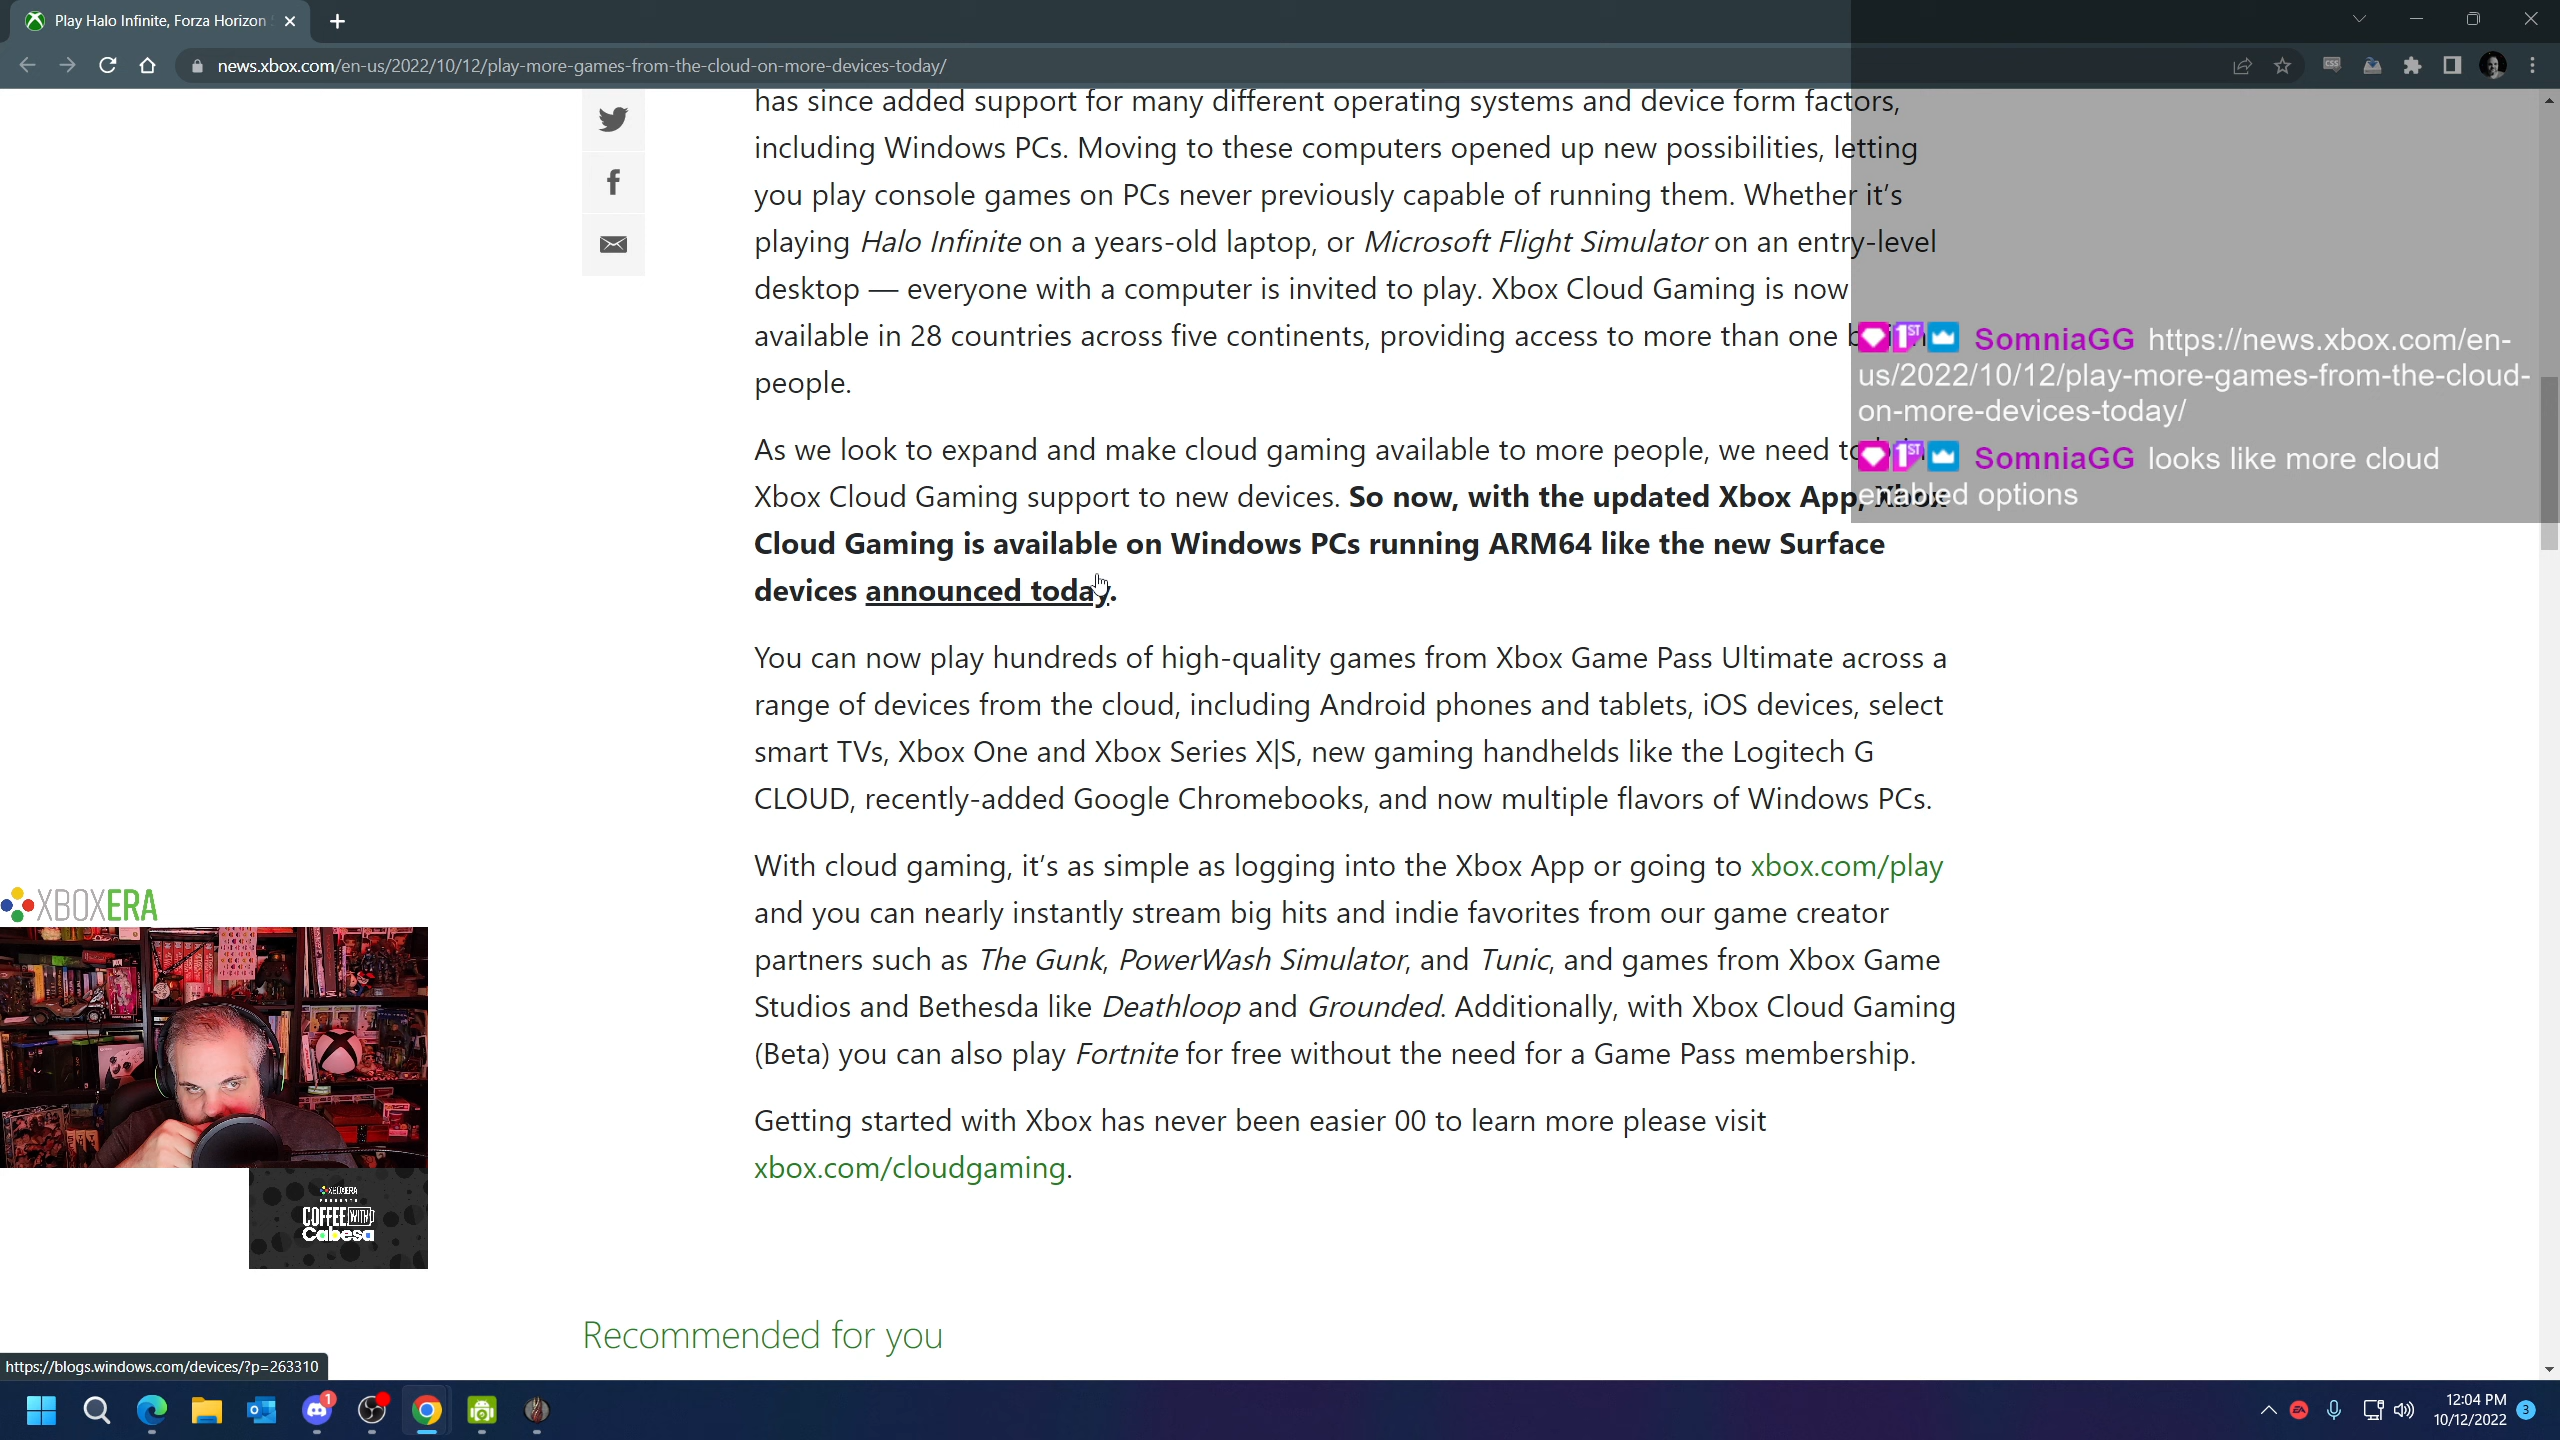 Play Halo Infinite, Forza Horizon
news.xbox.com/en-us/2022/10/12/play-more-games-from-the-cloud-on-more-devices-today/
has since added support for many different operating systems and device form factors,
including Windows PCs. Moving to these computers opened up new possibilities, letting
you play console games on PCs never previously capable of running them. Whether it's
playing Halo Infinite on a years-old laptop, or Microsoft Flight Simulator on an entry-level
desktop — everyone with a computer is invited to play. Xbox Cloud Gaming is now
available in 28 countries across five continents, providing access to more than one
people.
As we look to expand and make cloud gaming available to more people, we need to
Xbox Cloud Gaming support to new devices. So now, with the updated Xbox App, Xbox
Cloud Gaming is available on Windows PCs running ARM64 like the new Surface
devices announced today.
You can now play hundreds of high-quality games from Xbox Game Pass Ultimate across a
range of devices from the cloud, including Android phones and tablets, iOS devices, select
smart TVs, Xbox One and Xbox Series X|S, new gaming handhelds like the Logitech G
CLOUD, recently-added Google Chromebooks, and now multiple flavors of Windows PCs.
With cloud gaming, it's as simple as logging into the Xbox App or going to xbox.com/play
and you can nearly instantly stream big hits and indie favorites from our game creator
partners such as The Gunk, PowerWash Simulator, and Tunic, and games from Xbox Game
Studios and Bethesda like Deathloop and Grounded. Additionally, with Xbox Cloud Gaming
(Beta) you can also play Fortnite for free without the need for a Game Pass membership.
Getting started with Xbox has never been easier 00 to learn more please visit
xbox.com/cloudgaming.
Recommended for you
1ST SomniaGG https://news.xbox.com/en-
us/2022/10/12/play-more-games-from-the-cloud-
on-more-devices-today/
1ST SomniaGG looks like more cloud
enabled options
XBOXERA
XBOXERA
PRESENTS
COFFEE WITH
Cabesa
https://blogs.windows.com/devices/?p=263310
1
12:04 PM
10/12/2022
3
CSS
EA